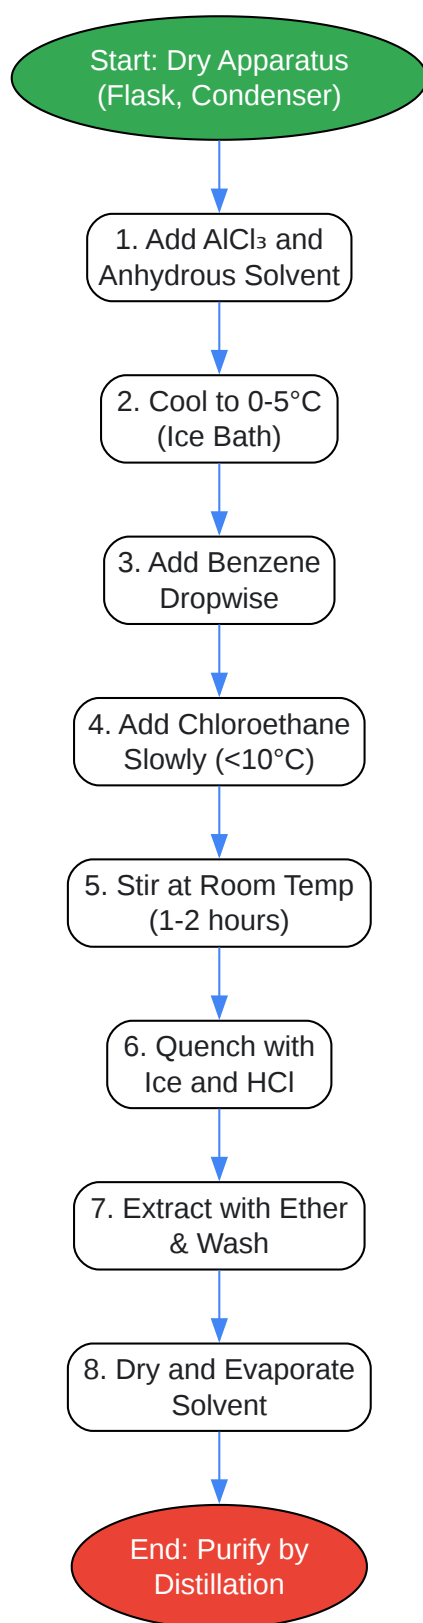 Start: Dry Apparatus
(Flask, Condenser)
1. Add AlCl₃ and
Anhydrous Solvent
2. Cool to 0-5°C
(Ice Bath)
3. Add Benzene
Dropwise
4. Add Chloroethane
Slowly (<10°C)
5. Stir at Room Temp
(1-2 hours)
6. Quench with
Ice and HCl
7. Extract with Ether
& Wash
8. Dry and Evaporate
Solvent
End: Purify by
Distillation